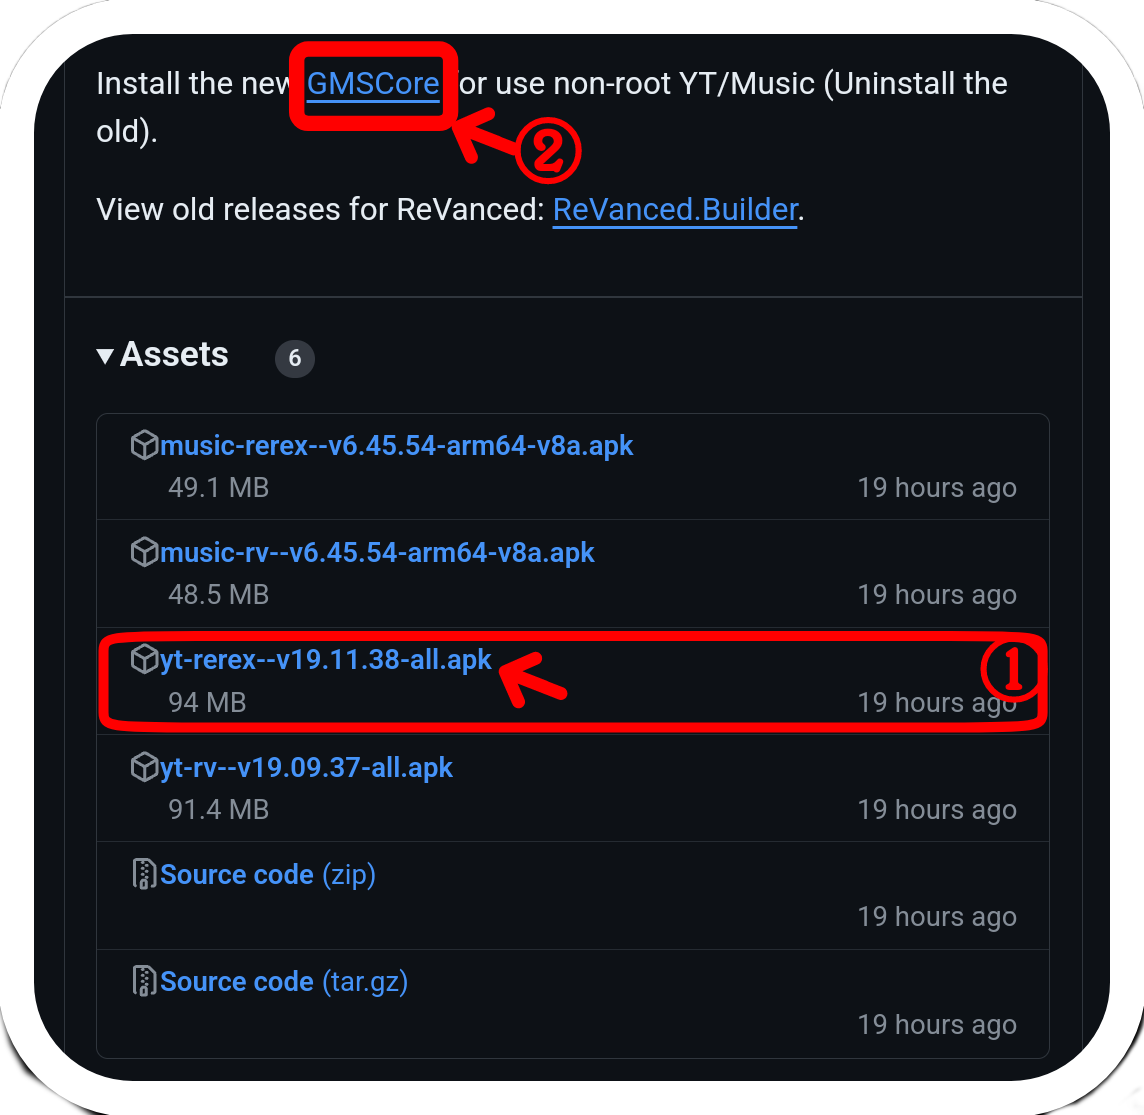 Install the new GMSCore for use non-root YT/Music (Uninstall the
old).
②
View old releases for ReVanced: ReVanced.Builder.
Assets 6
music-rerex--v6.45.54-arm64-v8a.apk
49.1 MB 19 hours ago
music-rv--v6.45.54-arm64-v8a.apk
48.5 MB 19 hours ago
yt-rerex--v19.11.38-all.apk ①
94 MB 19 hours ago
yt-rv--v19.09.37-all.apk
91.4 MB 19 hours ago
Source code (zip)
19 hours ago
Source code (tar.gz)
19 hours ago